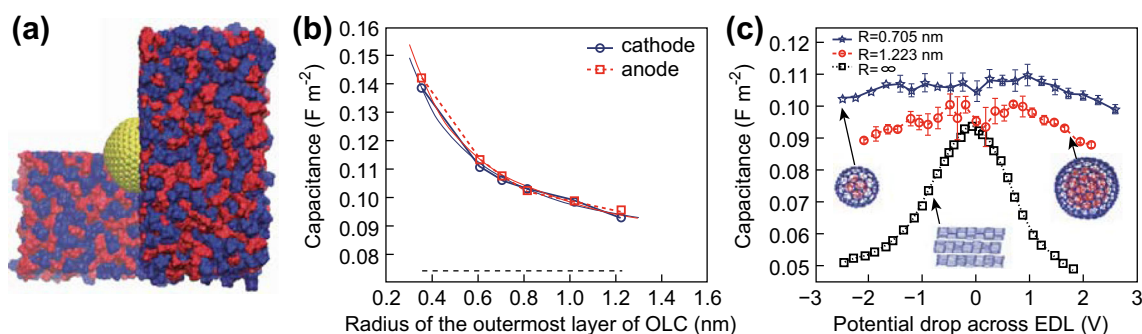 (a)
(b)
Capacitance (F m⁻²)
0.16
0.15
0.14
0.13
0.12
0.11
0.10
0.09
0.08
cathode
anode
0.2 0.4 0.6 0.8 1.0 1.2 1.4
Radius of the outermost layer of OLC (nm)
(c)
Capacitance (F m⁻²)
0.12
0.11
0.10
0.09
0.08
0.07
0.06
0.05
R=0.705 nm
R=1.223 nm
R=∞
−3 −2 −1 0 1 2 3
Potential drop across EDL (V)